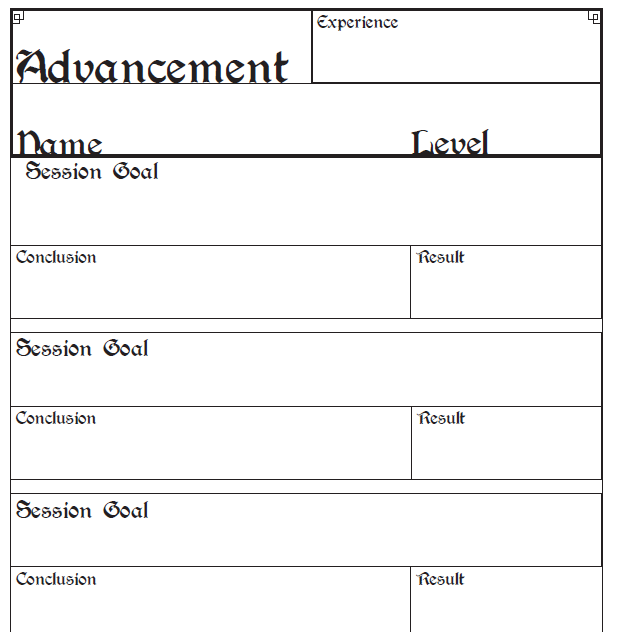 Experience
Advancement
Name Level
Session Goal
Conclusion Result
Session Goal
Conclusion Result
Session Goal
Conclusion Result